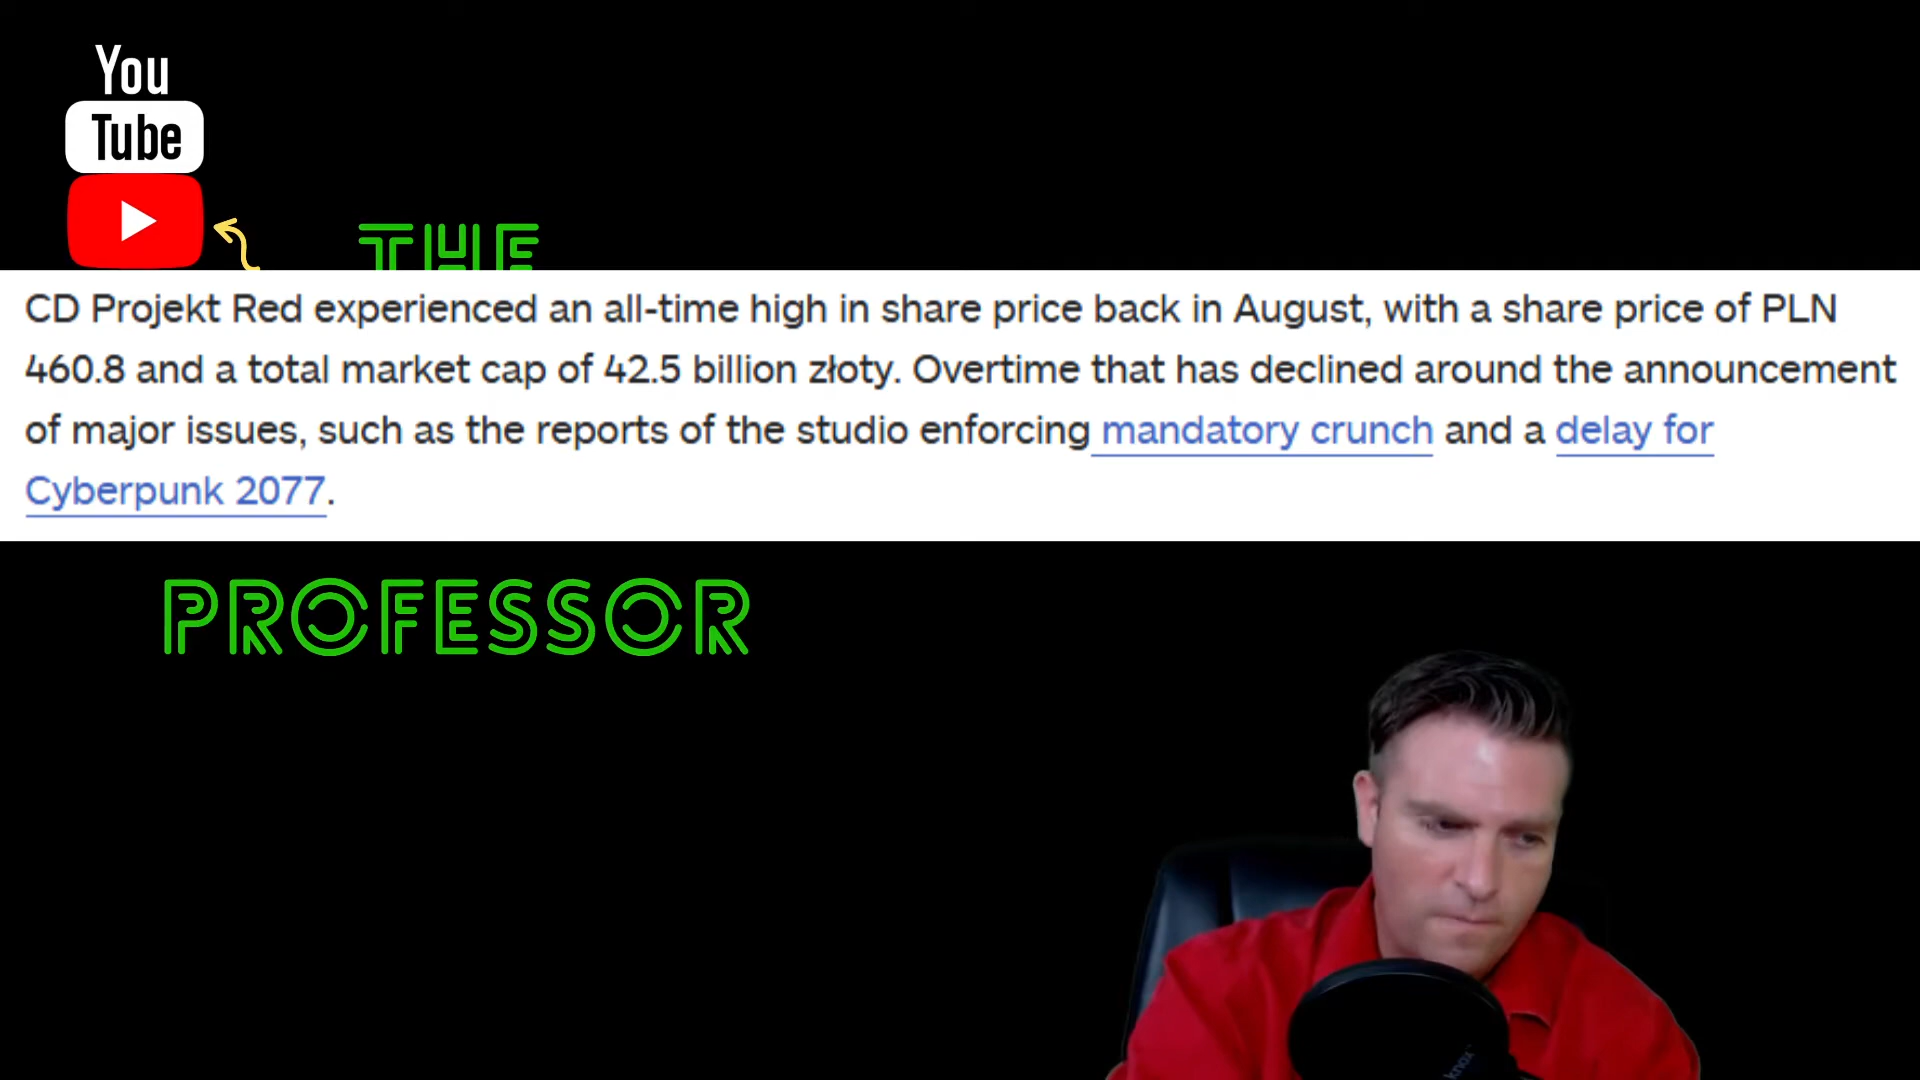 You
Tube
THE
CD Projekt Red experienced an all-time high in share price back in August, with a share price of PLN
460.8 and a total market cap of 42.5 billion złoty. Overtime that has declined around the announcement
of major issues, such as the reports of the studio enforcing mandatory crunch and a delay for
Cyberpunk 2077.
PROFESSOR
knox